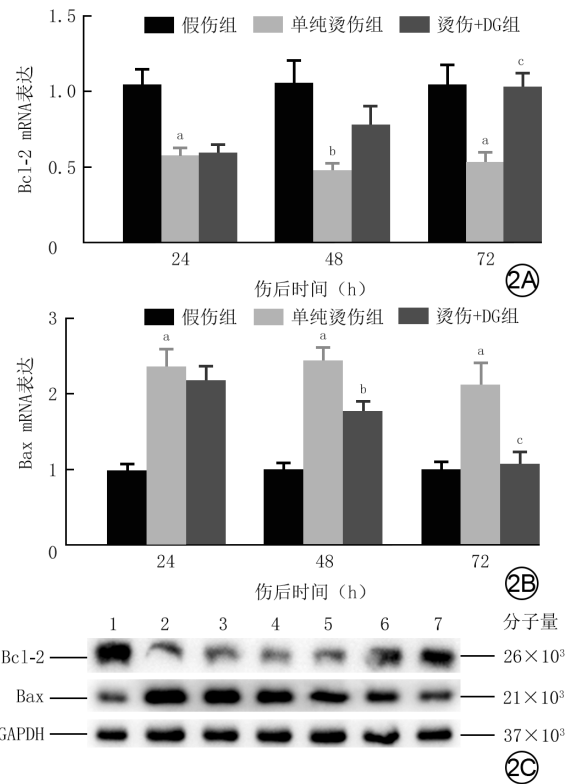 1.5
假伤组 单纯烫伤组 烫伤+DG组
1.0
0.5
0
Bcl-2 mRNA表达
a
b
a
c
24 48 72
伤后时间（h）
2A
3
假伤组 单纯烫伤组 烫伤+DG组
2
1
0
Bax mRNA表达
a
a
b
a
c
24 48 72
伤后时间（h）
2B
1 2 3 4 5 6 7 分子量
Bcl-2 26×10³
Bax 21×10³
GAPDH 37×10³
2C